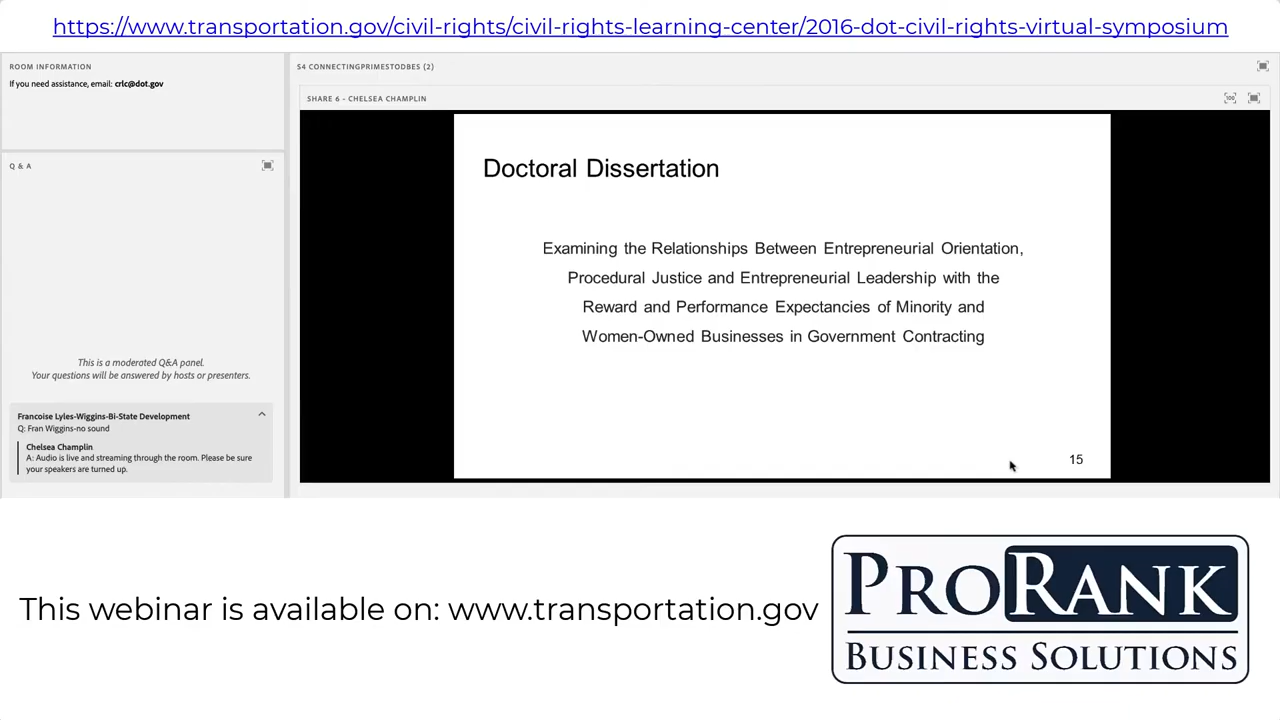 https://www.transportation.gov/civil-rights/civil-rights-learning-center/2016-dot-civil-rights-virtual-symposium
ROOM INFORMATION
If you need assistance, email: crlc@dot.gov
Q & A
This is a moderated Q&A panel.
Your questions will be answered by hosts or presenters.
Francoise Lyles-Wiggins-Bi-State Development
Q: Fran Wiggins-no sound
Chelsea Champlin
A: Audio is live and streaming through the room. Please be sure
your speakers are turned up.
S4 CONNECTINGPRIMESTODBES (2)
SHARE 6 - CHELSEA CHAMPLIN
Doctoral Dissertation
Examining the Relationships Between Entrepreneurial Orientation,
Procedural Justice and Entrepreneurial Leadership with the
Reward and Performance Expectancies of Minority and
Women-Owned Businesses in Government Contracting
15
This webinar is available on: www.transportation.gov
PRORANK
BUSINESS SOLUTIONS